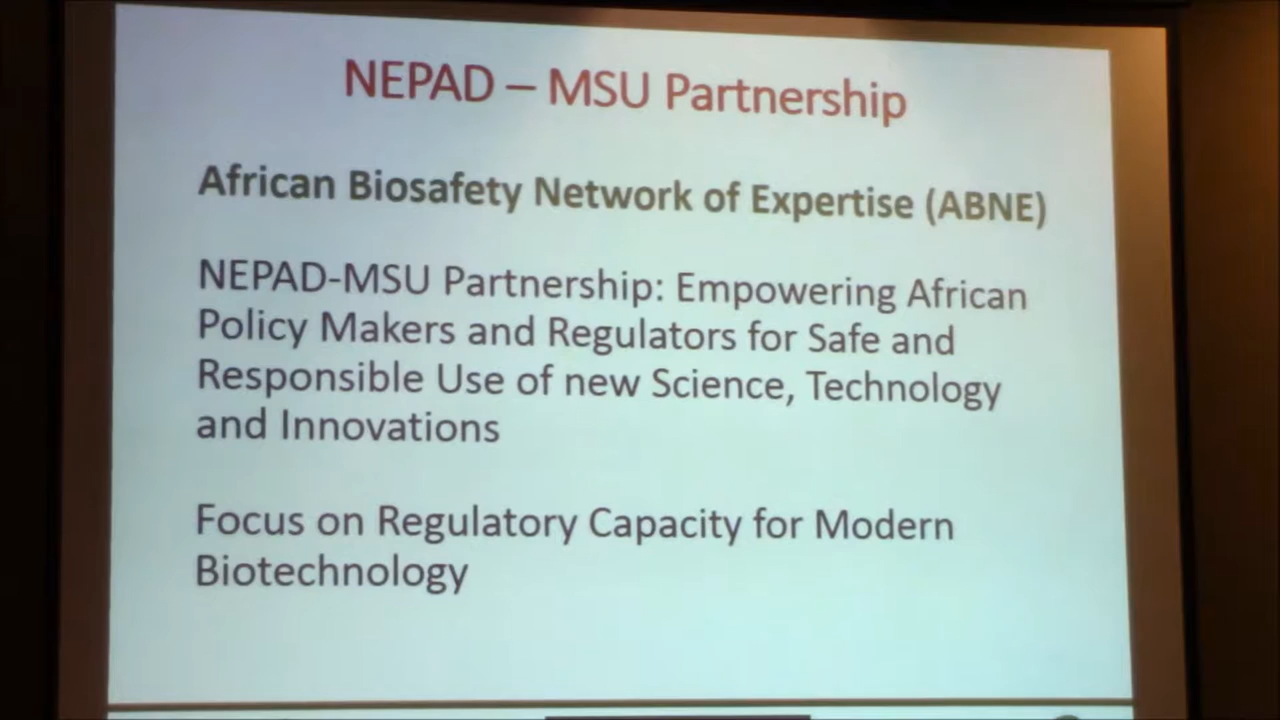 NEPAD – MSU Partnership
African Biosafety Network of Expertise (ABNE)
NEPAD-MSU Partnership: Empowering African
Policy Makers and Regulators for Safe and
Responsible Use of new Science, Technology
and Innovations
Focus on Regulatory Capacity for Modern
Biotechnology